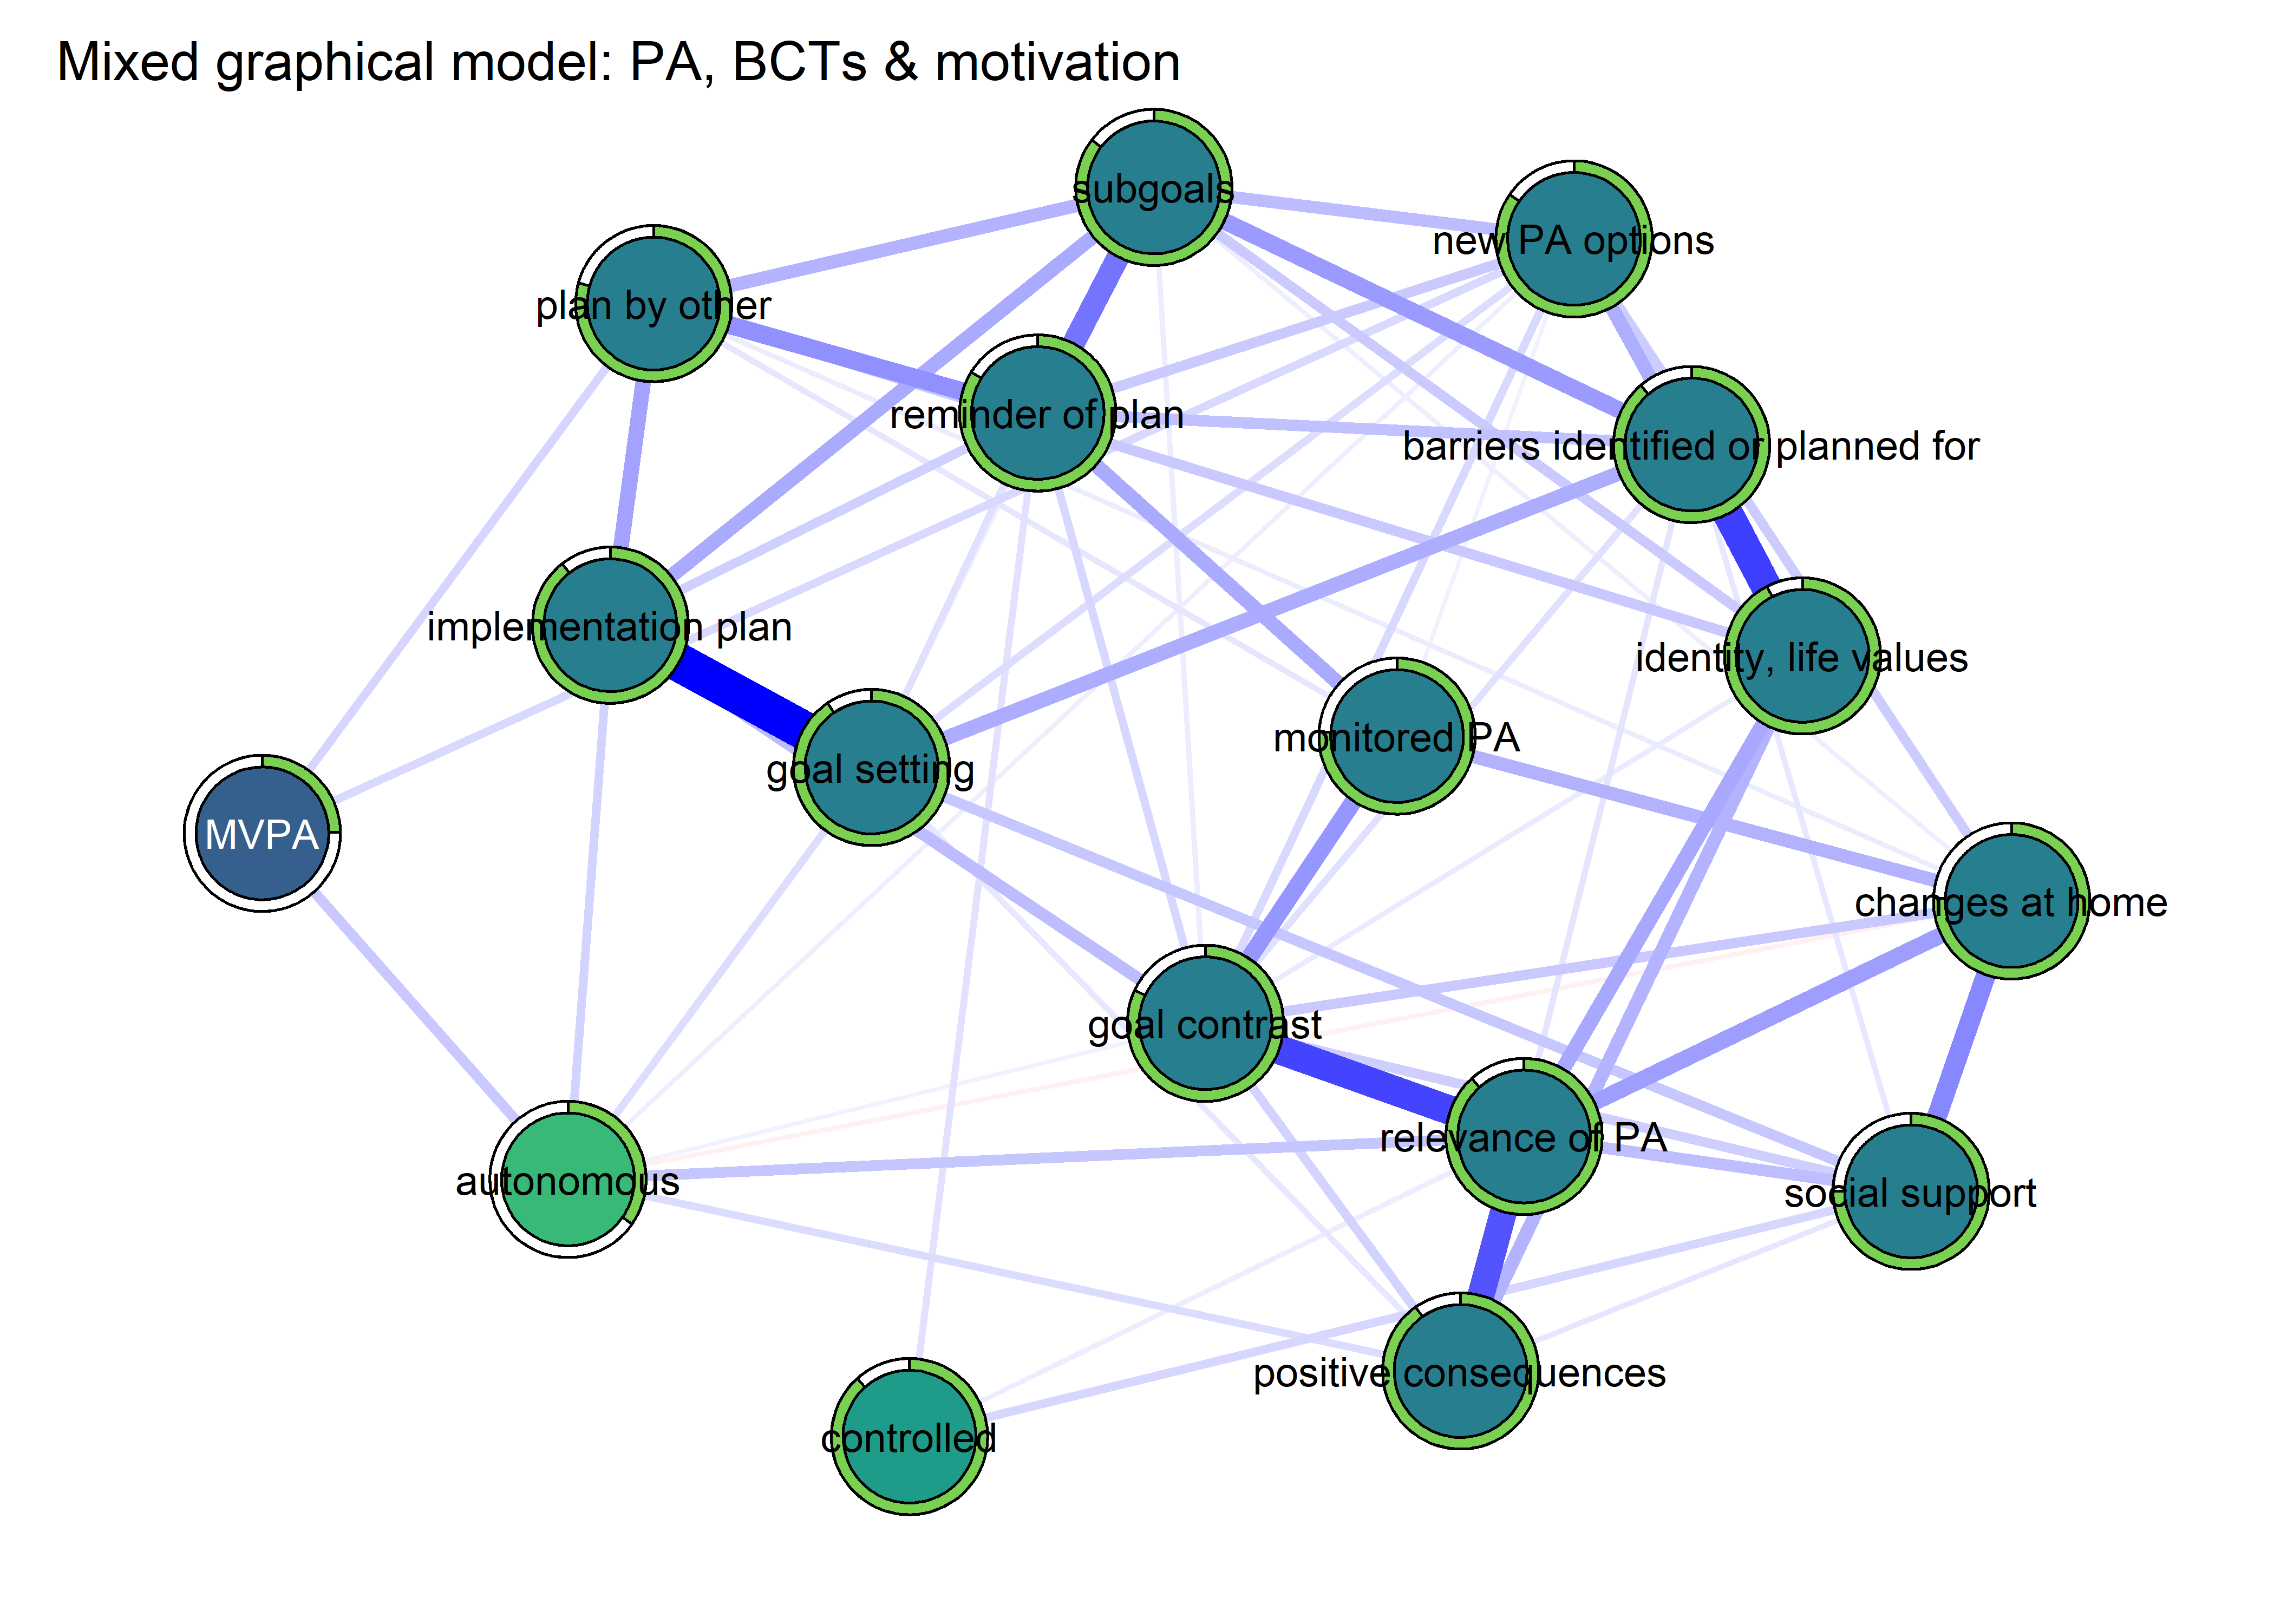 Mixed graphical model: PA, BCTs & motivation
subgoals
new PA options
plan by other
reminder of plan
barriers identified or planned for
implementation plan
identity, life values
monitored PA
goal setting
MVPA
changes at home
goal contrast
relevance of PA
autonomous
social support
positive consequences
controlled